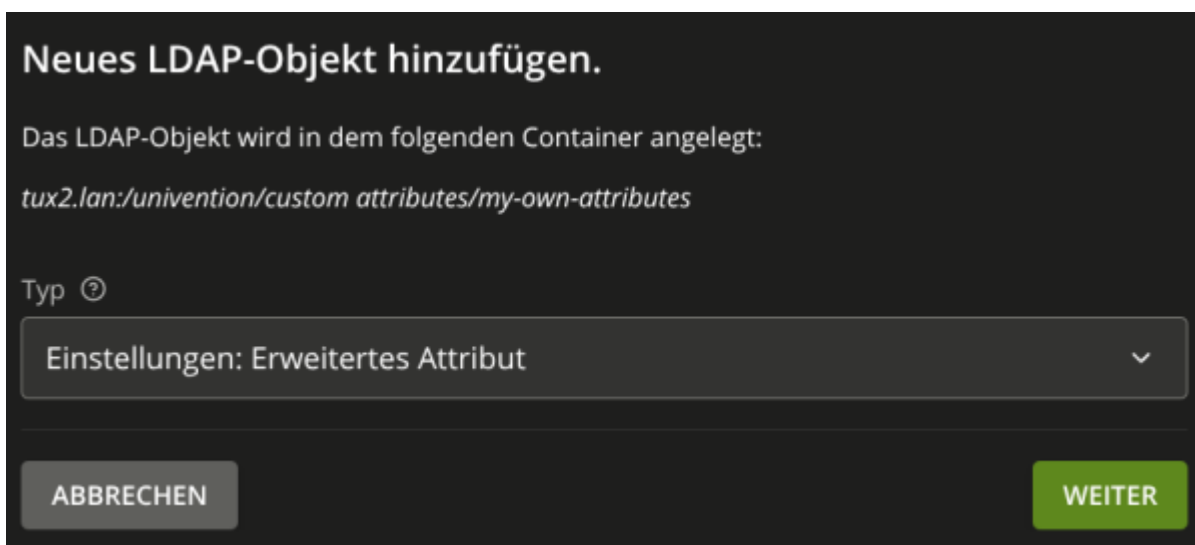 Neues LDAP-Objekt hinzufügen.
Das LDAP-Objekt wird in dem folgenden Container angelegt:
tux2.lan:/univention/custom attributes/my-own-attributes
Typ ?
Einstellungen: Erweitertes Attribut
ABBRECHEN
WEITER